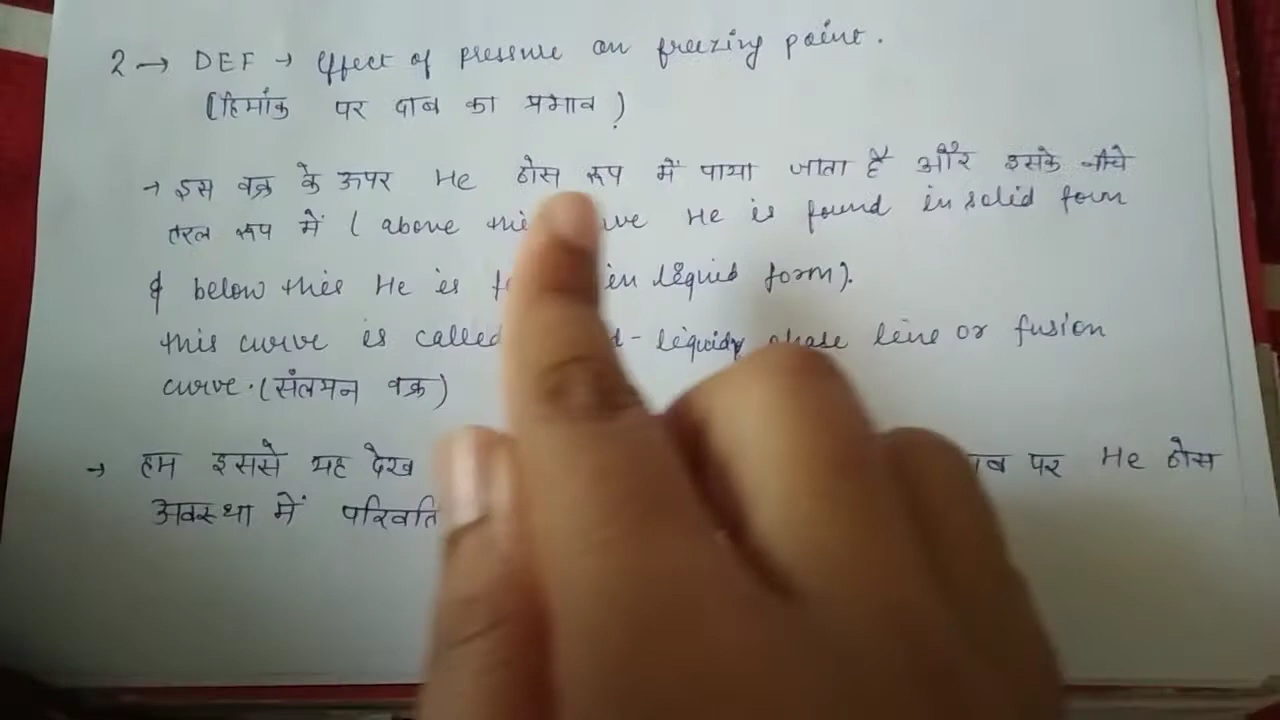 2 → DEF → Effect of pressure on freezing point.
(हिमांक पर दाब का प्रभाव)
→ इस वक्र के ऊपर He ठोस रूप में पाया जाता है और इसके नीचे
तरल रूप में ( above this curve He is found in solid form
& below this He is in liquid form).
this curve is called - liquid phase line or fusion
curve. (संलयन वक्र)
→ हम इससे यह देख पर He ठोस
अवस्था में